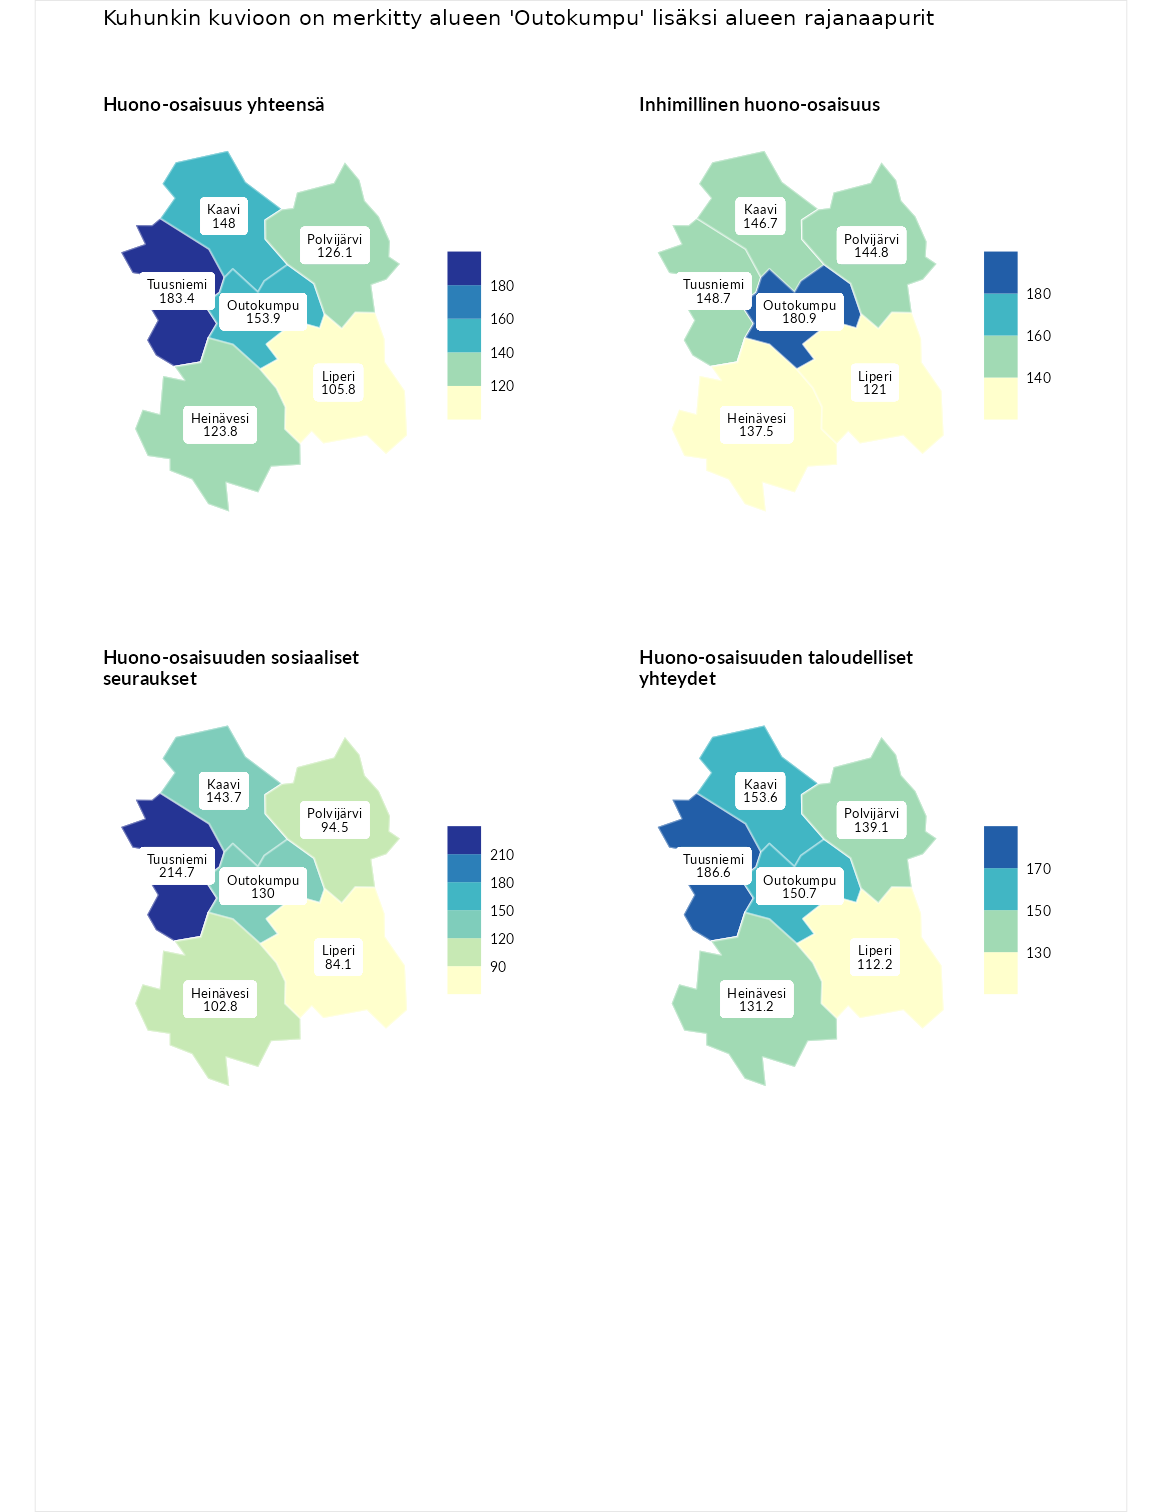 Kuhunkin kuvioon on merkitty alueen 'Outokumpu' lisäksi alueen rajanaapurit
Huono-osaisuus yhteensä
Kaavi
148
Polvijärvi
126.1
Tuusniemi
183.4
Outokumpu
153.9
Liperi
105.8
Heinävesi
123.8
180
160
140
120
Inhimillinen huono-osaisuus
Kaavi
146.7
Polvijärvi
144.8
Tuusniemi
148.7
Outokumpu
180.9
Liperi
121
Heinävesi
137.5
180
160
140
Huono-osaisuuden sosiaaliset
seuraukset
Kaavi
143.7
Polvijärvi
94.5
Tuusniemi
214.7
Outokumpu
130
Liperi
84.1
Heinävesi
102.8
210
180
150
120
90
Huono-osaisuuden taloudelliset
yhteydet
Kaavi
153.6
Polvijärvi
139.1
Tuusniemi
186.6
Outokumpu
150.7
Liperi
112.2
Heinävesi
131.2
170
150
130